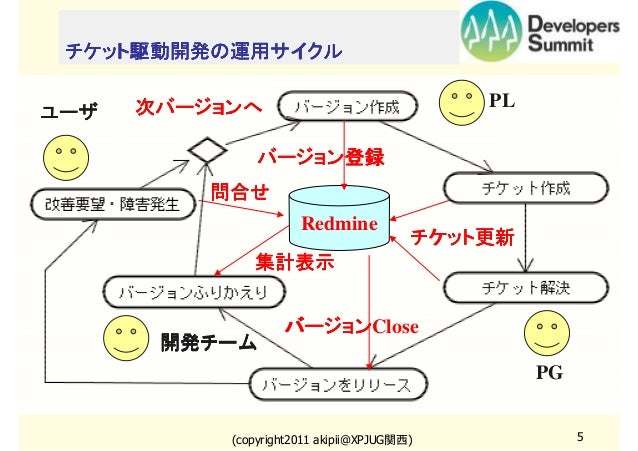 チケット駆動開発の運用サイクル
Developers
Summit
ユーザ
次バージョンへ
バージョン作成
PL
バージョン登録
改善要望・障害発生
問合せ
チケット作成
Redmine
チケット更新
集計表示
バージョンふりかえり
チケット解決
バージョンClose
開発チーム
PG
バージョンをリリース
(copyright2011 akipii@XPJUG関西)
5